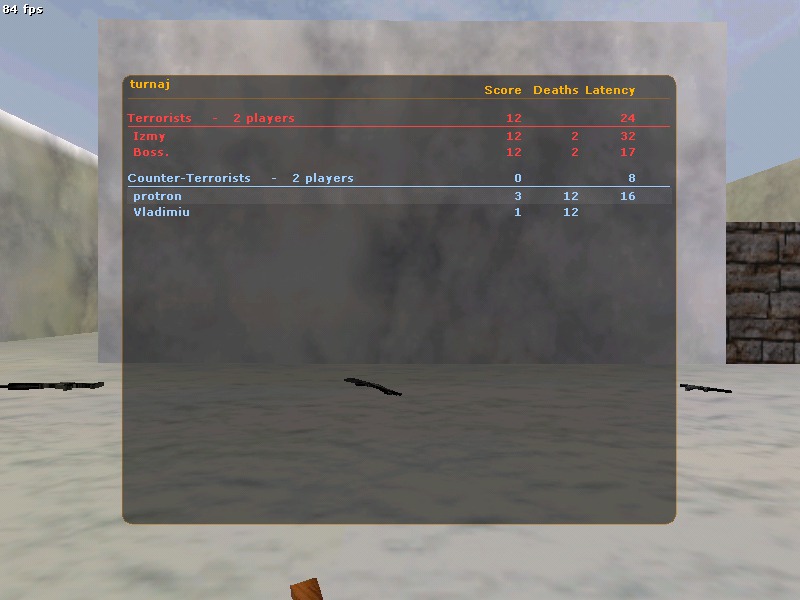 84 fps
turnaj
Score Deaths Latency
Terrorists - 2 players 12 24
Izmy 12 2 32
Boss. 12 2 17
Counter-Terrorists - 2 players 0 8
protron 3 12 16
Vladimiu 1 12